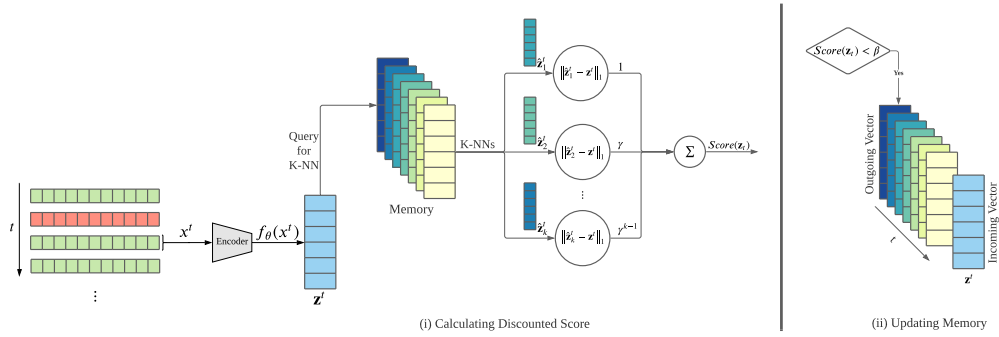 t
⋮
x^t
Encoder
f_θ(x^t)
z^t
Query
for
K-NN
Memory
K-NNs
ẑ_1^t
‖ẑ_1^t − z^t‖_1
1
ẑ_2^t
‖ẑ_2^t − z^t‖_1
γ
⋮
ẑ_k^t
‖ẑ_k^t − z^t‖_1
γ^{k−1}
Σ
Score(z_t)
(i) Calculating Discounted Score
Score(z_t) < β
Yes
Outgoing Vector
t
Incoming Vector
z^t
(ii) Updating Memory